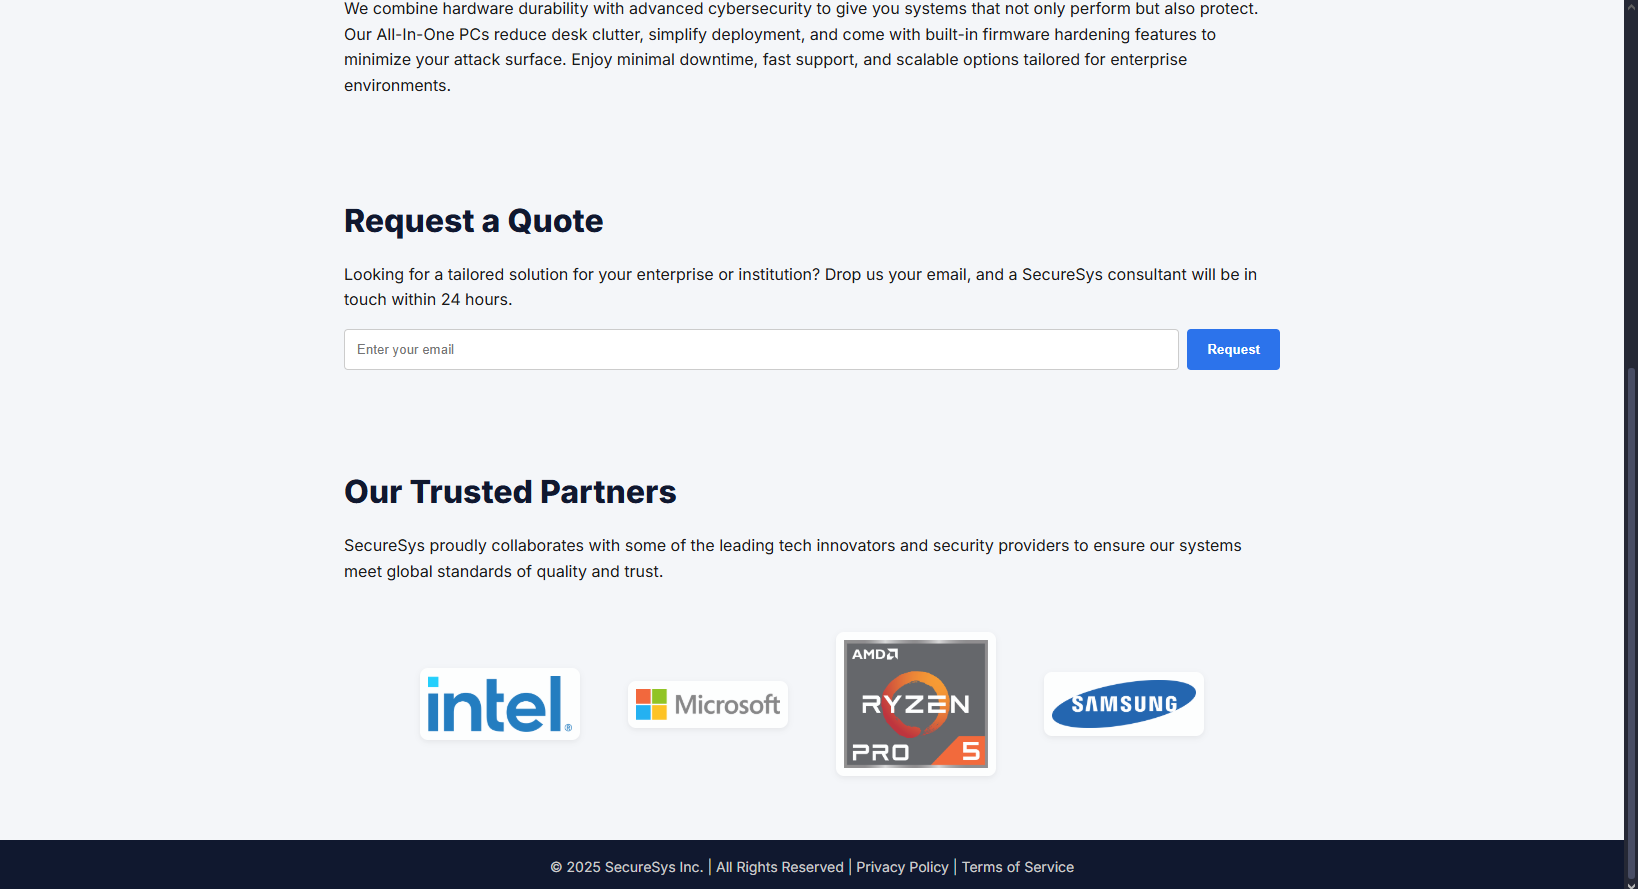 We combine hardware durability with advanced cybersecurity to give you systems that not only perform but also protect.
Our All-In-One PCs reduce desk clutter, simplify deployment, and come with built-in firmware hardening features to
minimize your attack surface. Enjoy minimal downtime, fast support, and scalable options tailored for enterprise
environments.
Request a Quote
Looking for a tailored solution for your enterprise or institution? Drop us your email, and a SecureSys consultant will be in
touch within 24 hours.
Enter your email
Request
Our Trusted Partners
SecureSys proudly collaborates with some of the leading tech innovators and security providers to ensure our systems
meet global standards of quality and trust.
intel®
Microsoft
AMD
RYZEN
PRO 5
SAMSUNG
© 2025 SecureSys Inc. | All Rights Reserved | Privacy Policy | Terms of Service